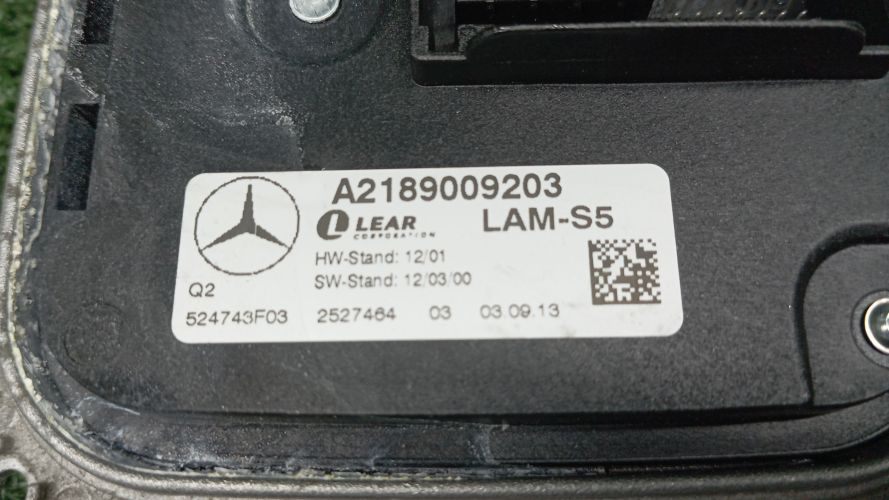 A2189009203
LEAR
CORPORATION
LAM-S5
HW-Stand: 12/01
SW-Stand: 12/03/00
Q2
524743F03 2527464 03 03.09.13